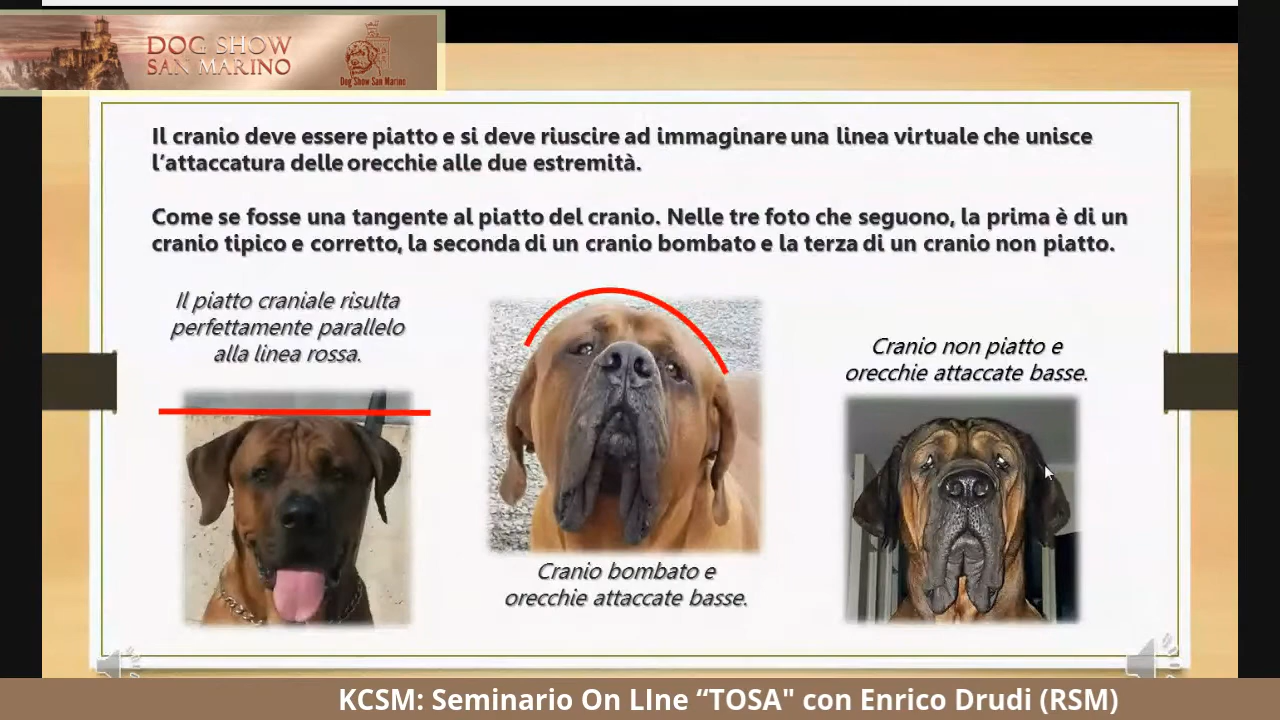 DOG SHOW
SAN MARINO
Dog Show San Marino
Il cranio deve essere piatto e si deve riuscire ad immaginare una linea virtuale che unisce
l'attaccatura delle orecchie alle due estremità.
Come se fosse una tangente al piatto del cranio. Nelle tre foto che seguono, la prima è di un
cranio tipico e corretto, la seconda di un cranio bombato e la terza di un cranio non piatto.
Il piatto craniale risulta
perfettamente parallelo
alla linea rossa.
Cranio bombato e
orecchie attaccate basse.
Cranio non piatto e
orecchie attaccate basse.
KCSM: Seminario On LIne “TOSA" con Enrico Drudi (RSM)